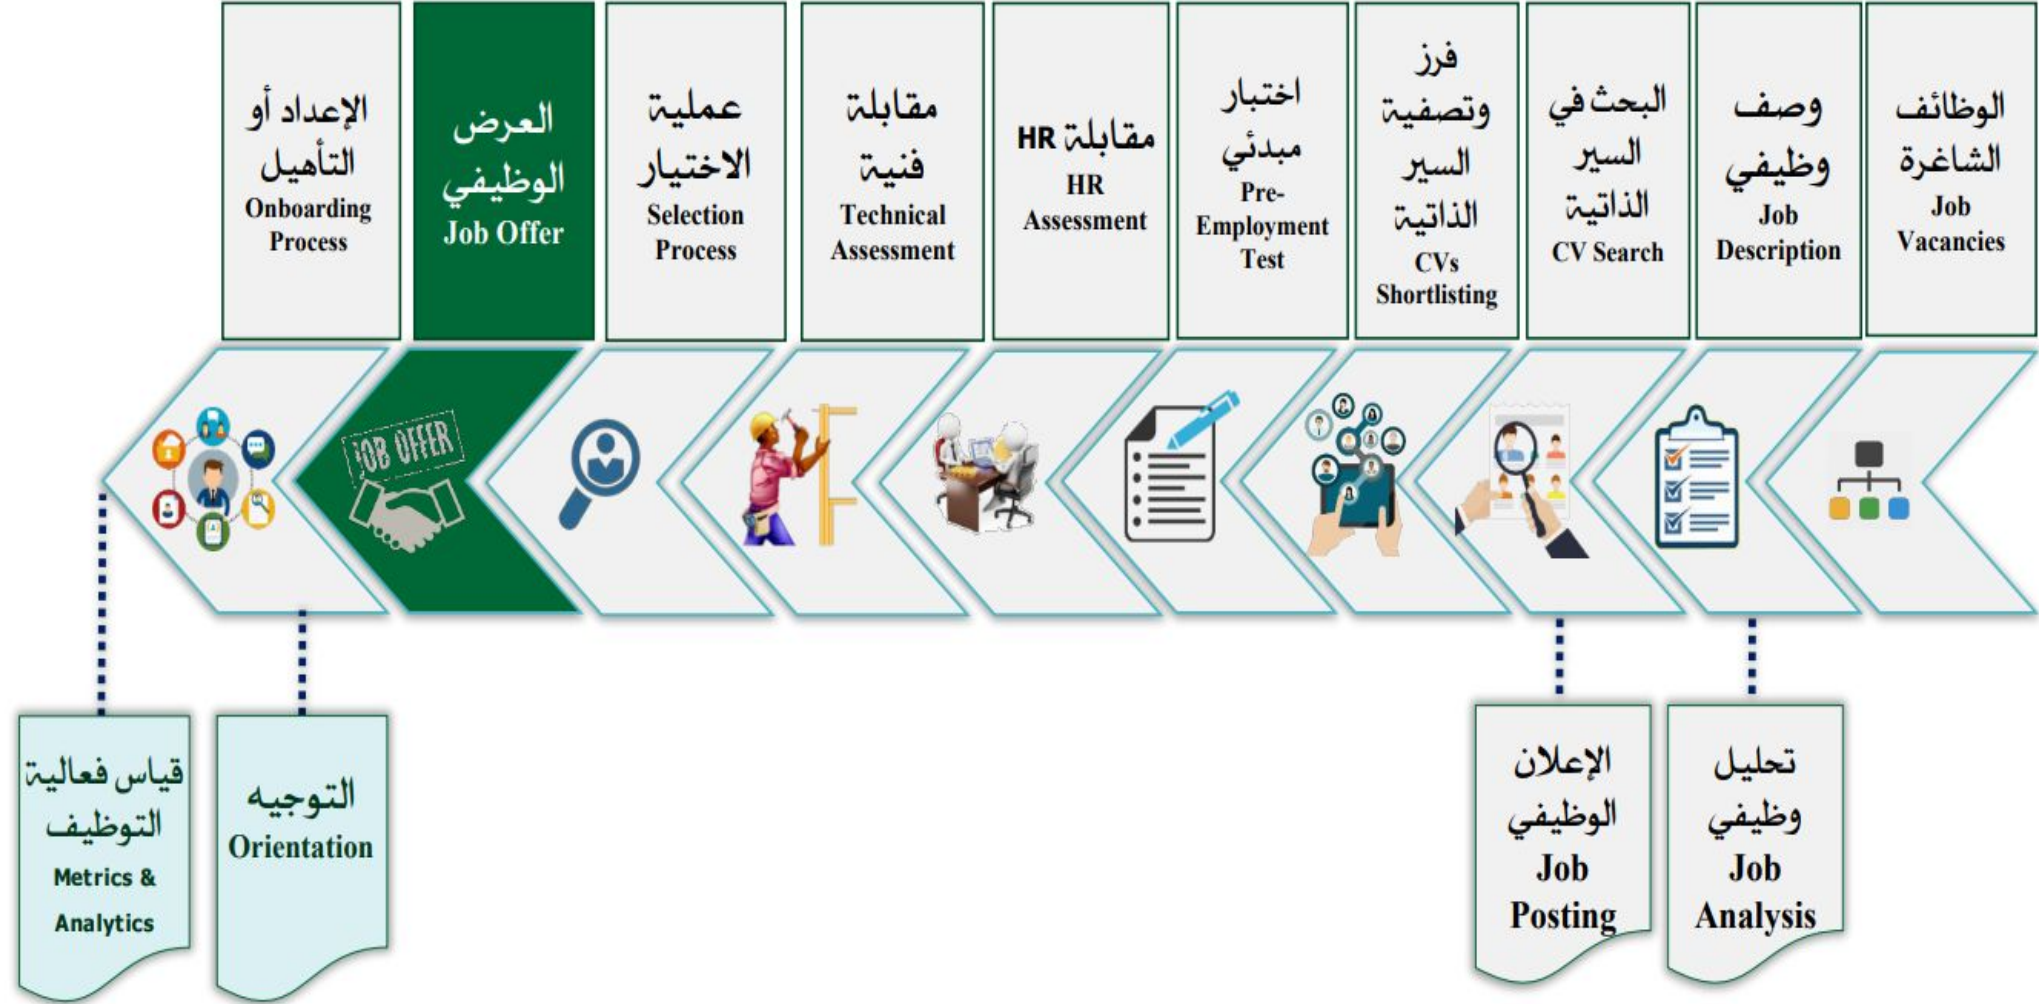 الوظائف
الشاغرة
Job
Vacancies
وصف
وظيفي
Job
Description
البحث في
السير
الذاتية
CV Search
فرز
وتصفية
السير
الذاتية
CVs
Shortlisting
اختبار
مبدئي
Pre-
Employment
Test
مقابلة HR
HR
Assessment
مقابلة
فنية
Technical
Assessment
عملية
الاختيار
Selection
Process
العرض
الوظيفي
Job Offer
الإعداد أو
التأهيل
Onboarding
Process
JOB OFFER
تحليل
وظيفي
Job
Analysis
الإعلان
الوظيفي
Job
Posting
التوجيه
Orientation
قياس فعالية
التوظيف
Metrics &
Analytics